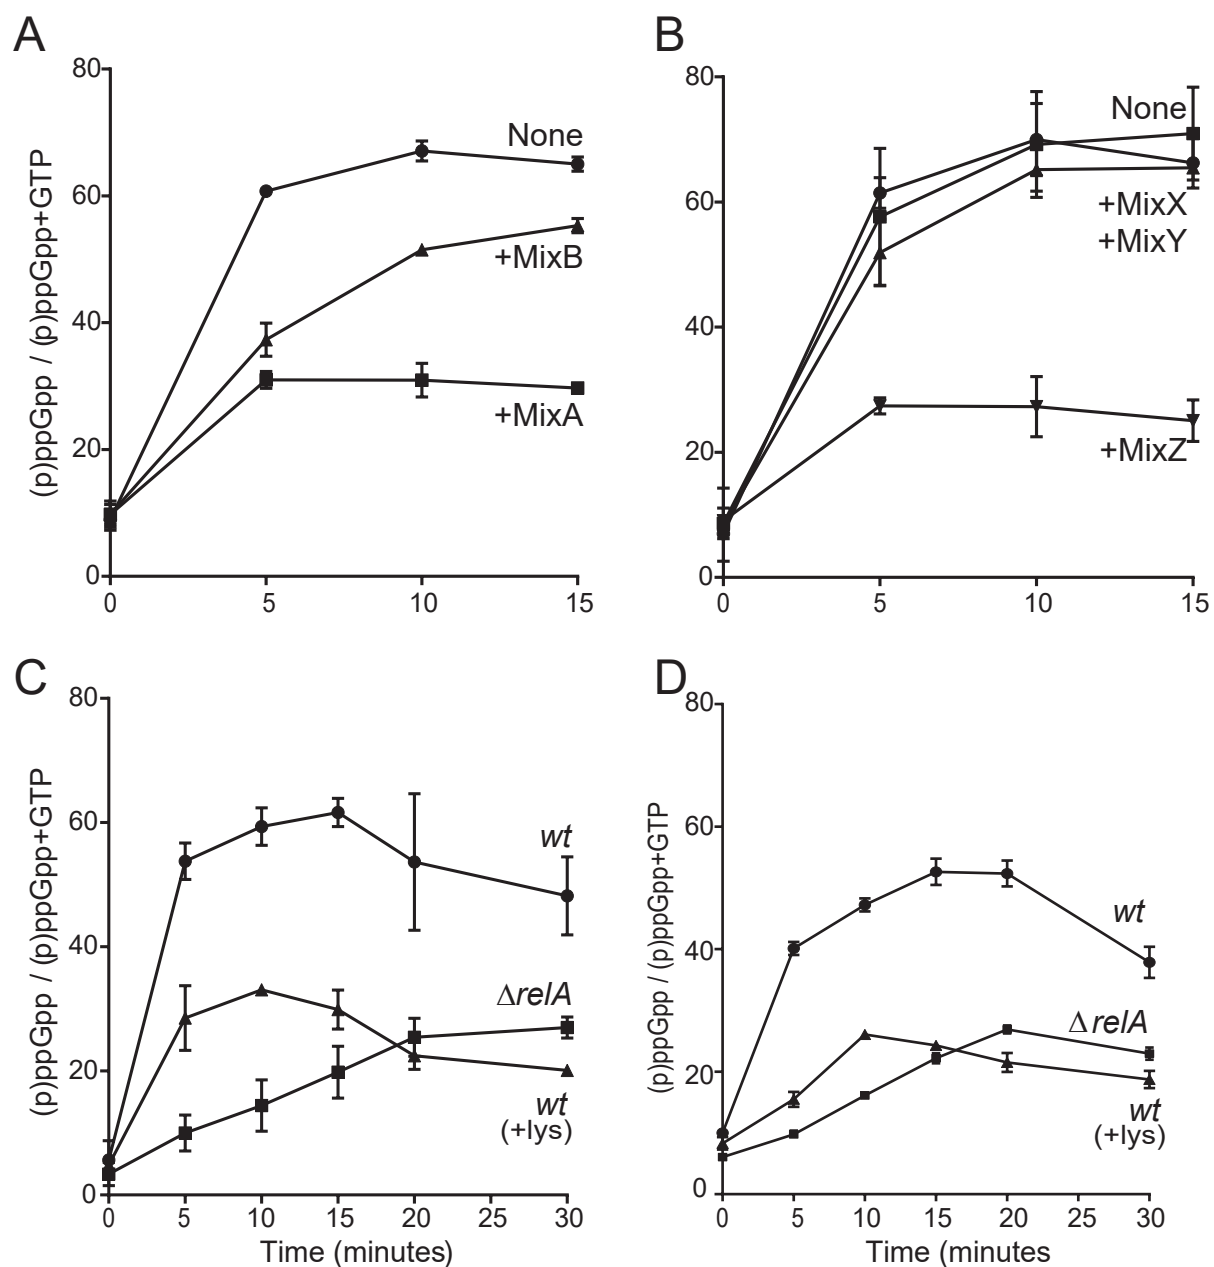 A
80
60
40
20
0
0 5 10 15
(p)ppGpp / (p)ppGpp+GTP
None
+MixB
+MixA
B
80
60
40
20
0
0 5 10 15
None
+MixX
+MixY
+MixZ
C
80
60
40
20
0
0 5 10 15 20 25 30
(p)ppGpp / (p)ppGpp+GTP
wt
ΔrelA
wt
(+lys)
Time (minutes)
D
80
60
40
20
0
0 5 10 15 20 25 30
(p)ppGpp / (p)ppGpp+GTP
wt
ΔrelA
wt
(+lys)
Time (minutes